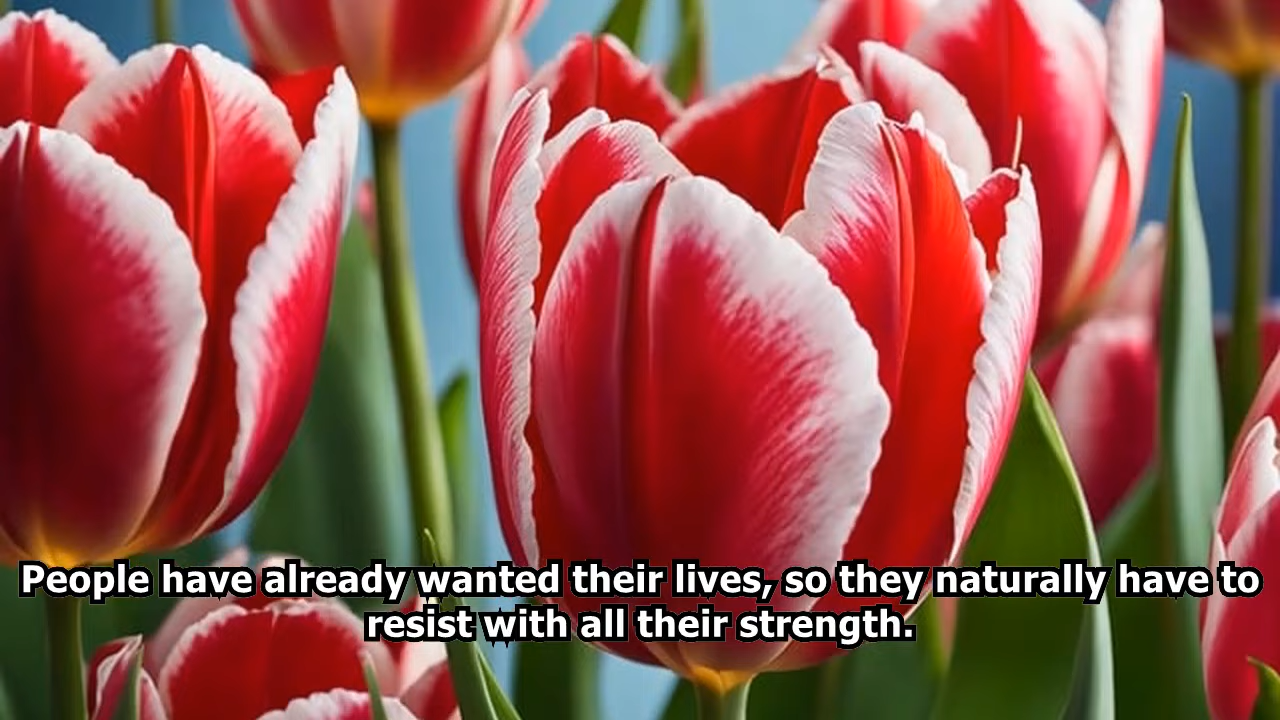 People have already wanted their lives, so they naturally have to
resist with all their strength.